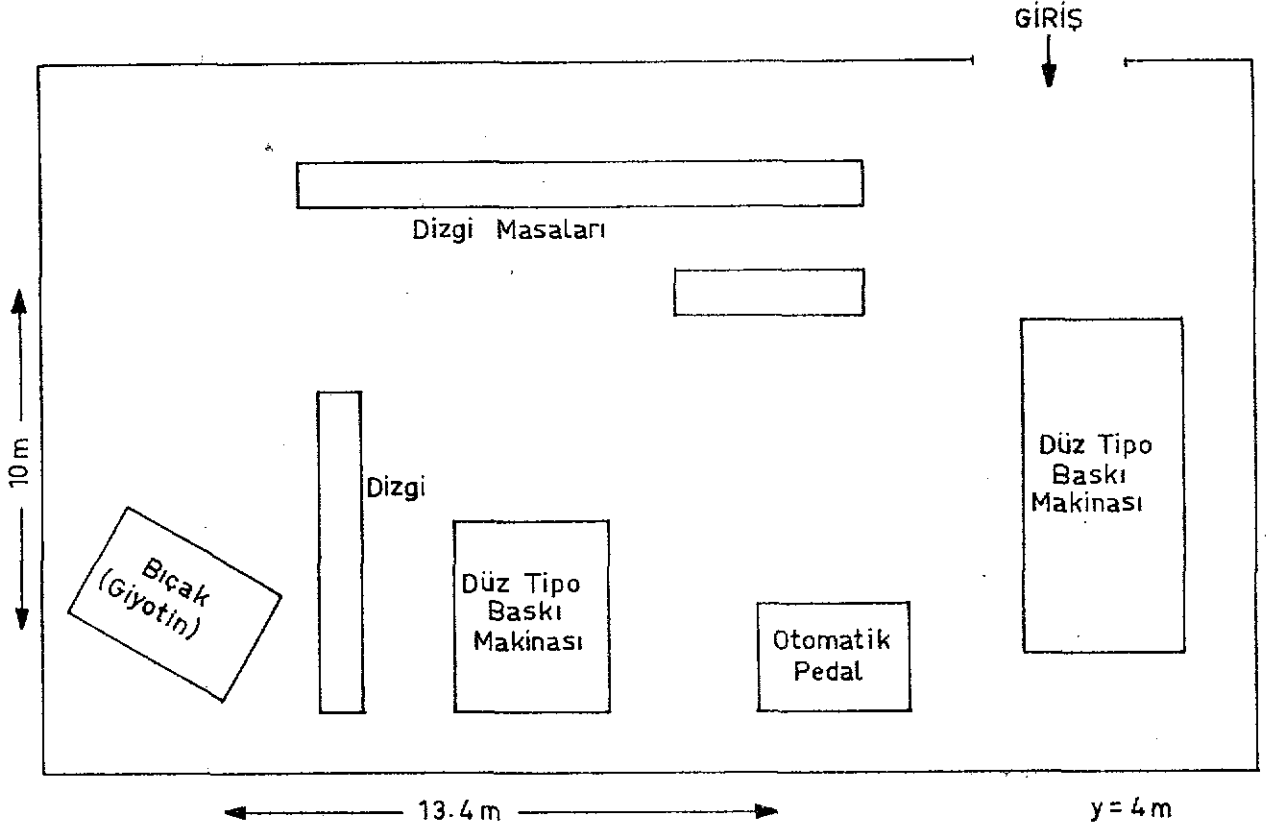 GİRİŞ
Dizgi Masaları
10 m
Düz Tipo
Baskı
Makinası
Dizgi
Bıçak
(Giyotin)
Düz Tipo
Baskı
Makinası
Otomatik
Pedal
13.4 m
y = 4 m